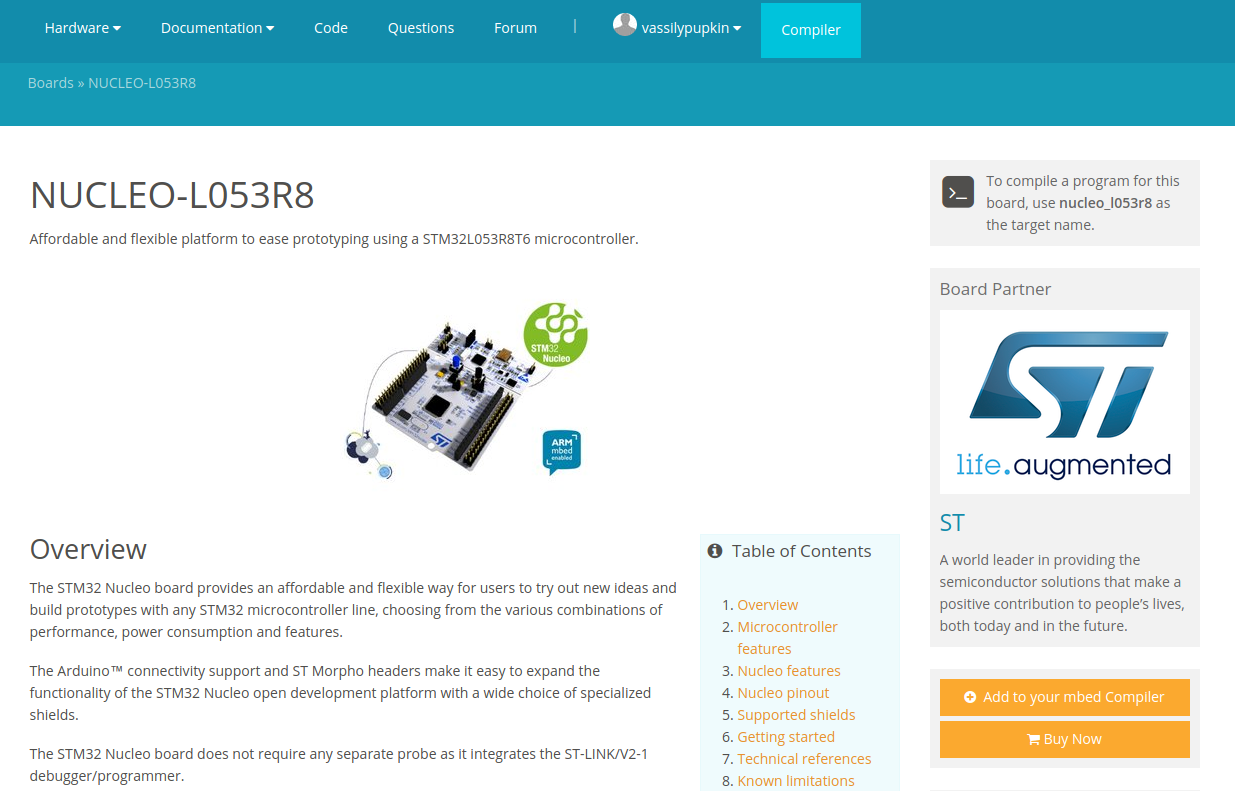 Hardware Documentation Code Questions Forum | vassilypupkin Compiler
Boards » NUCLEO-L053R8
NUCLEO-L053R8
Affordable and flexible platform to ease prototyping using a STM32L053R8T6 microcontroller.
STM32
Nucleo
ARM
mbed
enabled
Overview
The STM32 Nucleo board provides an affordable and flexible way for users to try out new ideas and
build prototypes with any STM32 microcontroller line, choosing from the various combinations of
performance, power consumption and features.
The Arduino™ connectivity support and ST Morpho headers make it easy to expand the
functionality of the STM32 Nucleo open development platform with a wide choice of specialized
shields.
The STM32 Nucleo board does not require any separate probe as it integrates the ST-LINK/V2-1
debugger/programmer.
Table of Contents
1. Overview
2. Microcontroller
features
3. Nucleo features
4. Nucleo pinout
5. Supported shields
6. Getting started
7. Technical references
8. Known limitations
To compile a program for this
board, use nucleo_l053r8 as
the target name.
Board Partner
ST
life.augmented
ST
A world leader in providing the
semiconductor solutions that make a
positive contribution to people's lives,
both today and in the future.
Add to your mbed Compiler
Buy Now